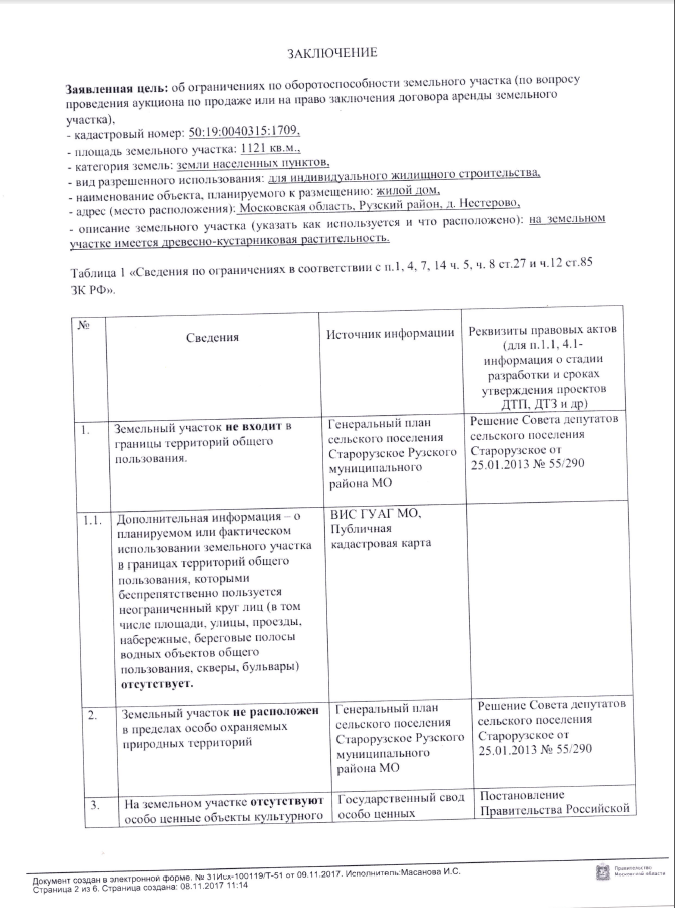 ЗАКЛЮЧЕНИЕ
Заявленная цель: об ограничениях по оборотоспособности земельного участка (по вопросу
проведения аукциона по продаже или на право заключения договора аренды земельного
участка),
- кадастровый номер: 50:19:0040315:1709,
- площадь земельного участка: 1121 кв.м.,
- категория земель: земли населенных пунктов,
- вид разрешенного использования: для индивидуального жилищного строительства,
- наименование объекта, планируемого к размещению: жилой дом,
- адрес (место расположения): Московская область, Рузский район, д. Нестерово,
- описание земельного участка (указать как используется и что расположено): на земельном
участке имеется древесно-кустарниковая растительность.
Таблица 1 «Сведения по ограничениях в соответствии с п.1, 4, 7, 14 ч. 5, ч. 8 ст.27 и ч.12 ст.85
ЗК РФ».
№
Сведения
Источник информации
Реквизиты правовых актов
(для п.1.1, 4.1-
информация о стадии
разработки и сроках
утверждения проектов
ДТП, ДТЗ и др)
1.
Земельный участок не входит в
границы территорий общего
пользования.
Генеральный план
сельского поселения
Старорузское Рузского
муниципального
района МО
Решение Совета депутатов
сельского поселения
Старорузское от
25.01.2013 № 55/290
1.1.
Дополнительная информация – о
планируемом или фактическом
использовании земельного участка
в границах территорий общего
пользования, которыми
беспрепятственно пользуется
неограниченный круг лиц (в том
числе площади, улицы, проезды,
набережные, береговые полосы
водных объектов общего
пользования, скверы, бульвары)
отсутствует.
ВИС ГУАГ МО,
Публичная
кадастровая карта
2.
Земельный участок не расположен
в пределах особо охраняемых
природных территорий
Генеральный план
сельского поселения
Старорузское Рузского
муниципального
района МО
Решение Совета депутатов
сельского поселения
Старорузское от
25.01.2013 № 55/290
3.
На земельном участке отсутствуют
особо ценные объекты культурного
Государственный свод
особо ценных
Постановление
Правительства Российской
Документ создан в электронной форме. № 31Исх-100119/Т-51 от 09.11.2017. Исполнитель:Масанова И.С.
Страница 2 из 6. Страница создана: 08.11.2017 11:14
Правительство
Московской области